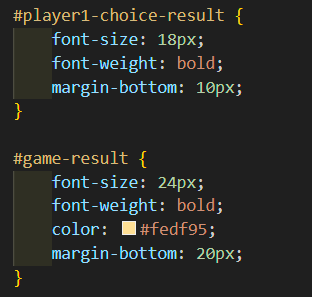 #player1-choice-result {
    font-size: 18px;
    font-weight: bold;
    margin-bottom: 10px;
}

#game-result {
    font-size: 24px;
    font-weight: bold;
    color: #fedf95;
    margin-bottom: 20px;
}